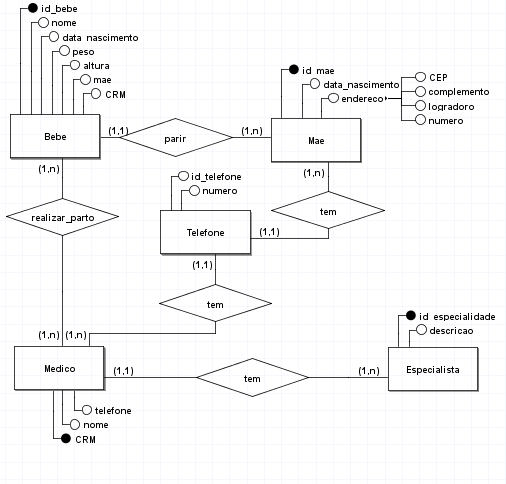 id_bebe
nome
data_nascimento
peso
altura
mae
CRM
id_mae
data_nascimento
endereco
CEP
complemento
logradoro
numero
Bebe
(1,1)
parir
(1,n)
Mae
(1,n)
(1,n)
id_telefone
numero
realizar_parto
tem
Telefone
(1,1)
(1,1)
tem
(1,n)
(1,n)
id_especialidade
descricao
Medico
(1,1)
tem
(1,n)
Especialista
telefone
nome
CRM